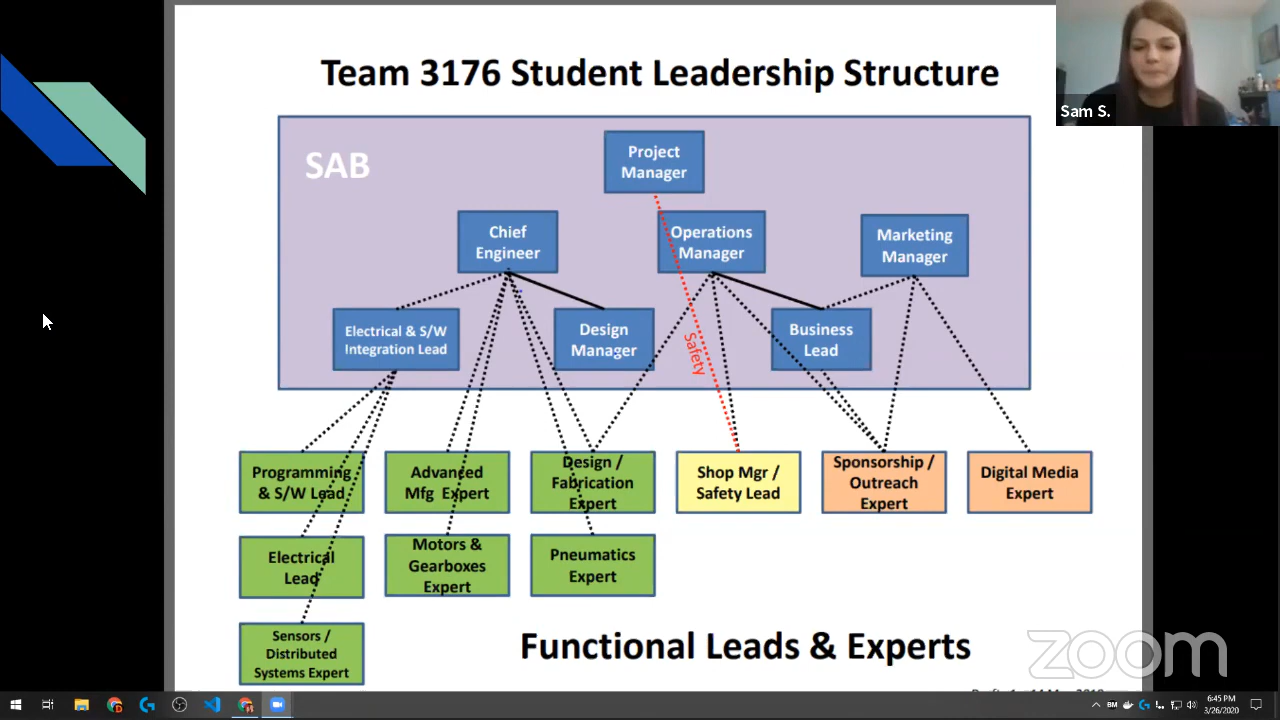 Team 3176 Student Leadership Structure
Sam S.
SAB
Project
Manager
Chief
Engineer
Operations
Manager
Marketing
Manager
Electrical & S/W
Integration Lead
Design
Manager
Safety
Business
Lead
Programming
& S/W Lead
Advanced
Mfg Expert
Design /
Fabrication
Expert
Shop Mgr /
Safety Lead
Sponsorship /
Outreach
Expert
Digital Media
Expert
Electrical
Lead
Motors &
Gearboxes
Expert
Pneumatics
Expert
Sensors /
Distributed
Systems Expert
Functional Leads & Experts
zoom
BM
6:45 PM
3/26/2020